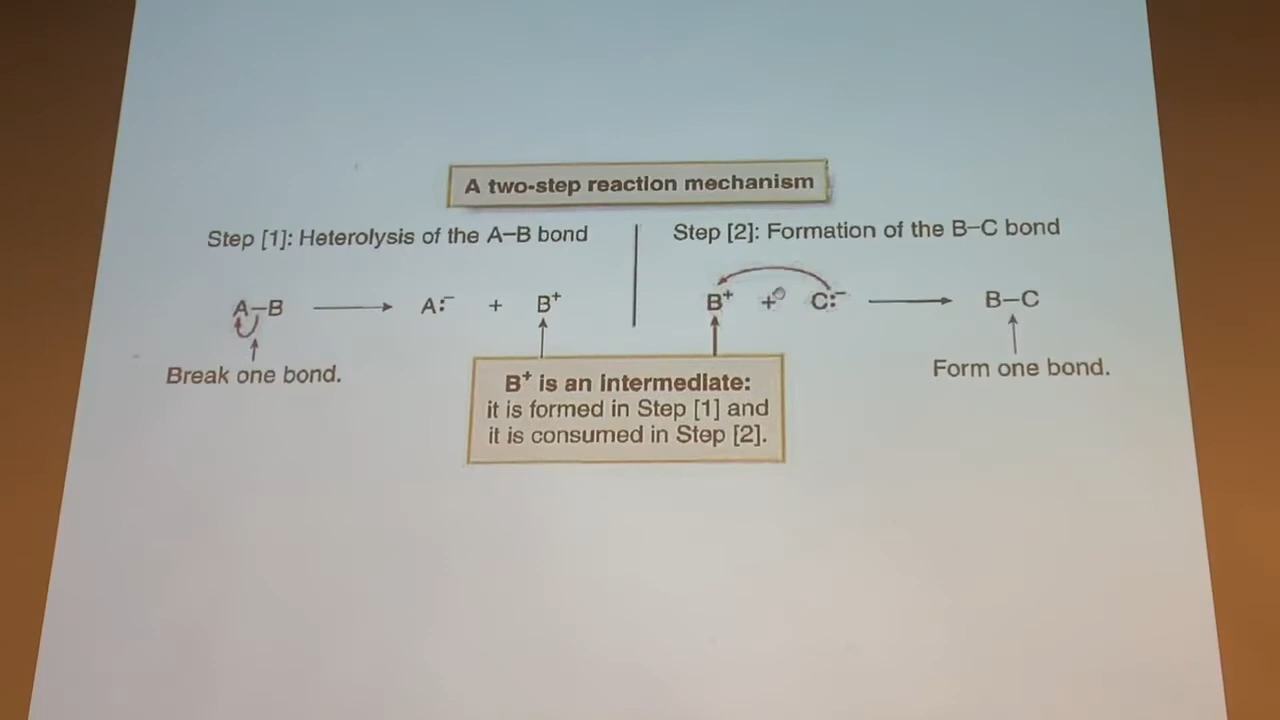 A two-step reaction mechanism
Step [1]: Heterolysis of the A–B bond
A–B ⟶ A:⁻ + B⁺
Break one bond.
Step [2]: Formation of the B–C bond
B⁺ + C:⁻ ⟶ B–C
Form one bond.
B⁺ is an intermediate:
it is formed in Step [1] and
it is consumed in Step [2].